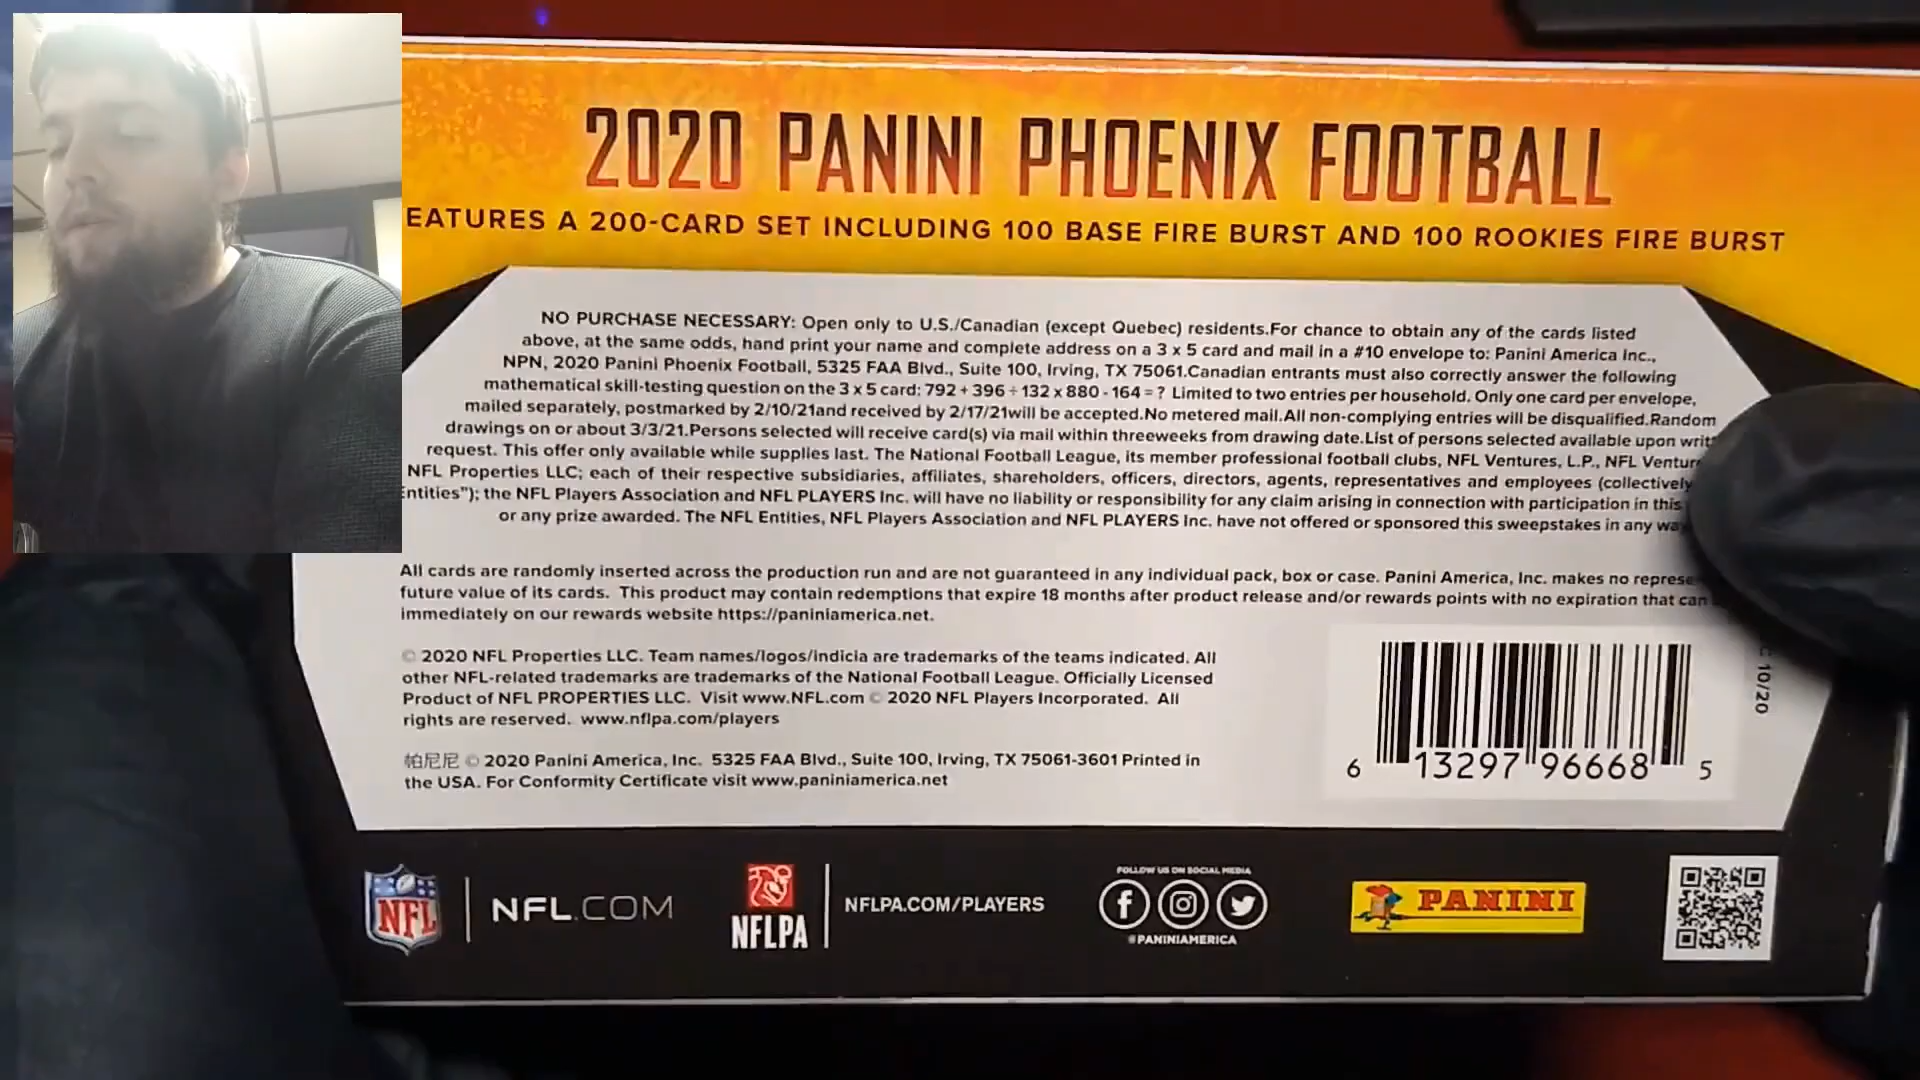 2020 PANINI PHOENIX FOOTBALL
EATURES A 200-CARD SET INCLUDING 100 BASE FIRE BURST AND 100 ROOKIES FIRE BURST
NO PURCHASE NECESSARY: Open only to U.S./Canadian (except Quebec) residents.For chance to obtain any of the cards listed
above, at the same odds, hand print your name and complete address on a 3 x 5 card and mail in a #10 envelope to: Panini America Inc.,
NPN, 2020 Panini Phoenix Football, 5325 FAA Blvd., Suite 100, Irving, TX 75061.Canadian entrants must also correctly answer the following
mathematical skill-testing question on the 3 x 5 card: 792 + 396 ÷ 132 x 880 - 164 = ? Limited to two entries per household. Only one card per envelope,
mailed separately, postmarked by 2/10/21and received by 2/17/21will be accepted.No metered mail.All non-complying entries will be disqualified.Random
drawings on or about 3/3/21.Persons selected will receive card(s) via mail within threeweeks from drawing date.List of persons selected available upon writ
request. This offer only available while supplies last. The National Football League, its member professional football clubs, NFL Ventures, L.P., NFL Ventur
NFL Properties LLC; each of their respective subsidiaries, affiliates, shareholders, officers, directors, agents, representatives and employees (collectively
Entities"); the NFL Players Association and NFL PLAYERS Inc. will have no liability or responsibility for any claim arising in connection with participation in this
or any prize awarded. The NFL Entities, NFL Players Association and NFL PLAYERS Inc. have not offered or sponsored this sweepstakes in any wa
All cards are randomly inserted across the production run and are not guaranteed in any individual pack, box or case. Panini America, Inc. makes no represe
future value of its cards. This product may contain redemptions that expire 18 months after product release and/or rewards points with no expiration that can
immediately on our rewards website https://paniniamerica.net.
© 2020 NFL Properties LLC. Team names/logos/indicia are trademarks of the teams indicated. All
other NFL-related trademarks are trademarks of the National Football League. Officially Licensed
Product of NFL PROPERTIES LLC. Visit www.NFL.com © 2020 NFL Players Incorporated. All
rights are reserved. www.nflpa.com/players
帕尼尼 © 2020 Panini America, Inc. 5325 FAA Blvd., Suite 100, Irving, TX 75061-3601 Printed in
the USA. For Conformity Certificate visit www.paniniamerica.net
6 13297 96668 5
C 10/20
NFL
NFL.COM
NFLPA
NFLPA.COM/PLAYERS
FOLLOW US ON SOCIAL MEDIA
@PANINIAMERICA
PANINI